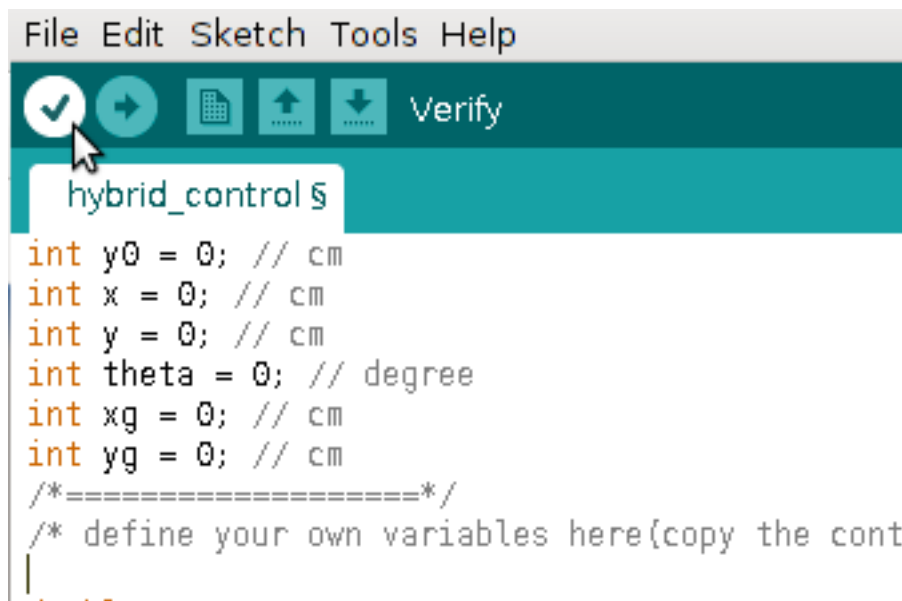 File Edit Sketch Tools Help
Verify
hybrid_control §
int y0 = 0; // cm
int x = 0; // cm
int y = 0; // cm
int theta = 0; // degree
int xg = 0; // cm
int yg = 0; // cm
/*===================*/
/* define your own variables here(copy the cont